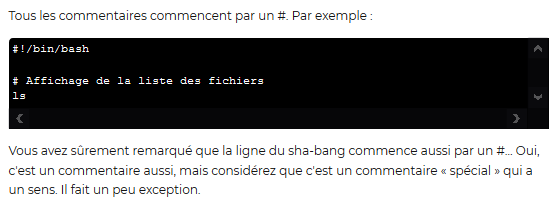 Tous les commentaires commencent par un #. Par exemple :
#!/bin/bash
# Affichage de la liste des fichiers
ls
Vous avez sûrement remarqué que la ligne du sha-bang commence aussi par un #... Oui,
c'est un commentaire aussi, mais considérez que c'est un commentaire « spécial » qui a
un sens. Il fait un peu exception.